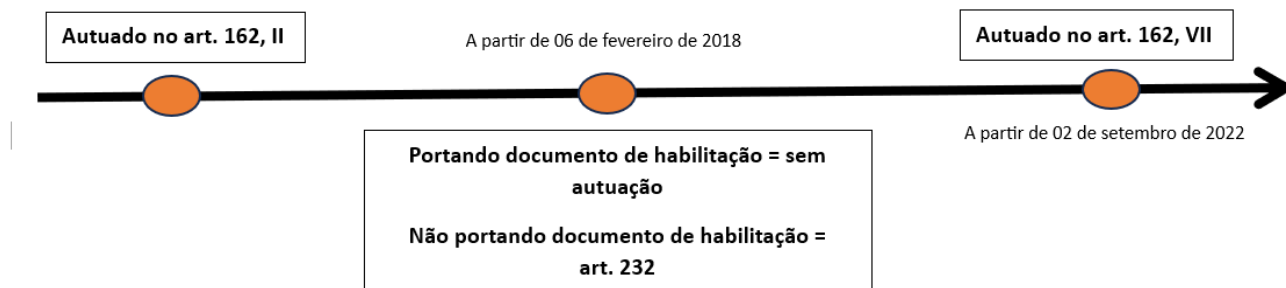 Autuado no art. 162, II
A partir de 06 de fevereiro de 2018
Autuado no art. 162, VII
A partir de 02 de setembro de 2022
Portando documento de habilitação = sem
autuação
Não portando documento de habilitação =
art. 232